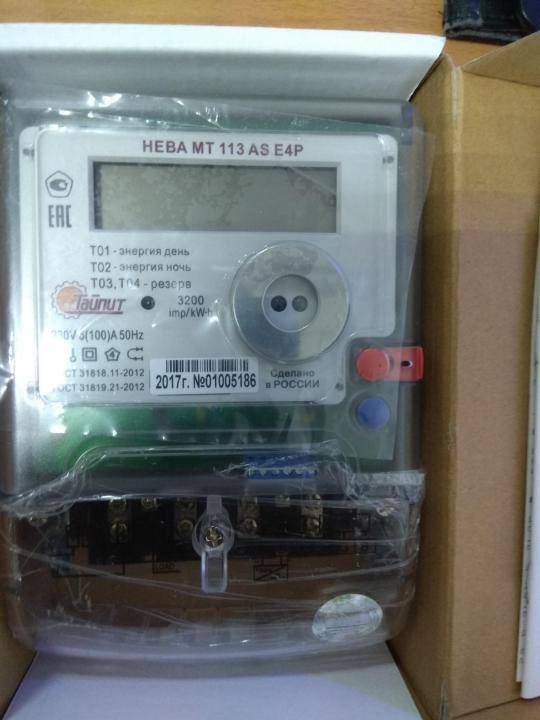 НЕВА МТ 113 AS E4P
ЕАС
Т01 - энергия день
Т02 - энергия ночь
Т03, Т04 - резерв
Тайпит
3200
imp/kW·h
230V 5(100)A 50Hz
ГОСТ 31818.11-2012
ГОСТ 31819.21-2012
2017г. №01005186
Сделано
в РОССИИ